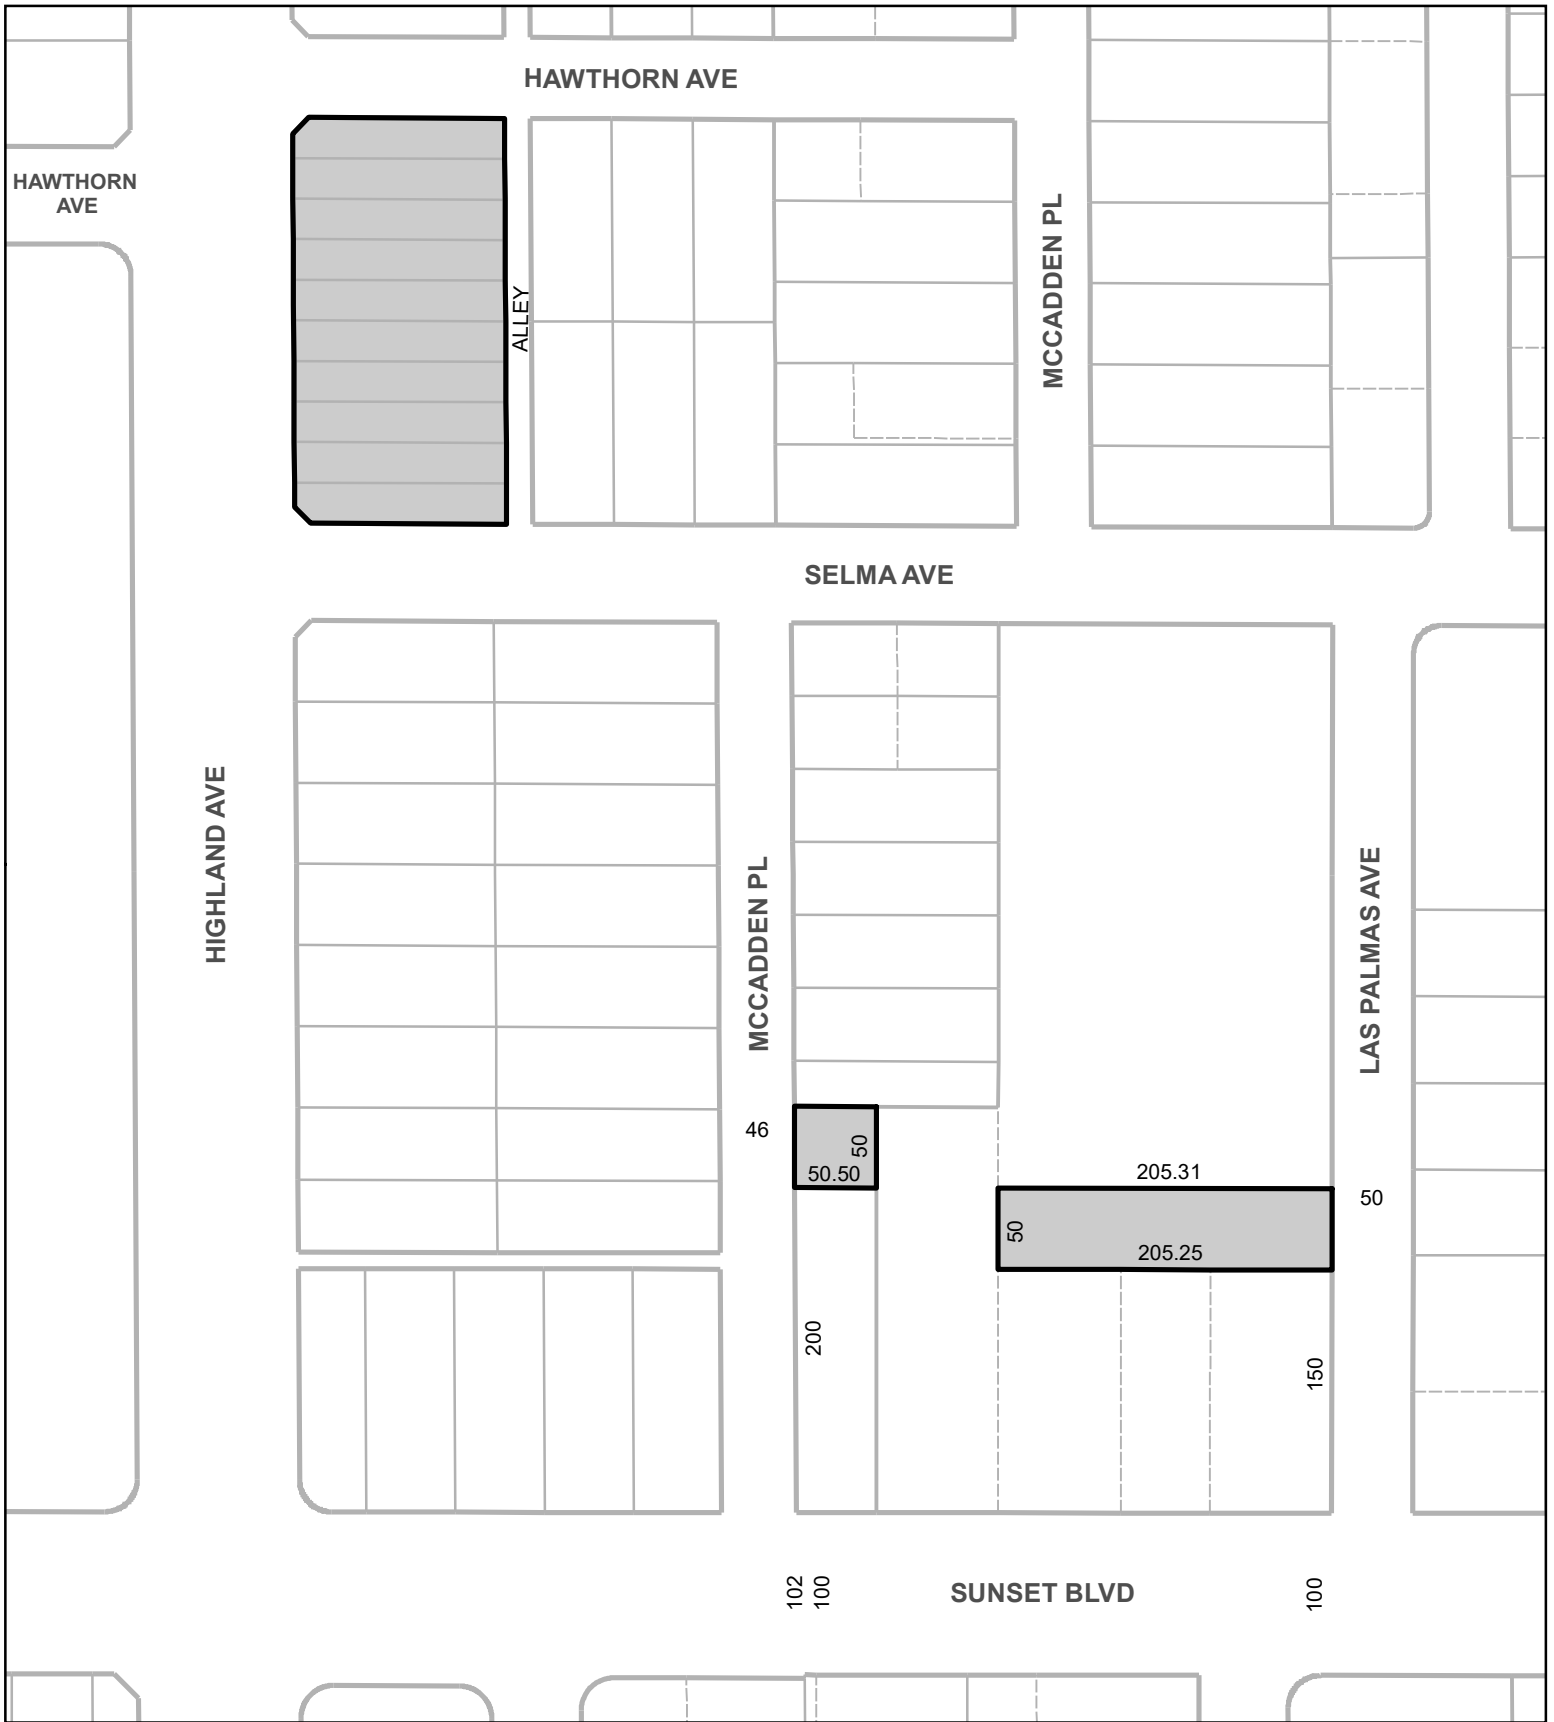 HAWTHORN AVE
HAWTHORN
AVE
ALLEY
MCCADDEN PL
SELMA AVE
HIGHLAND AVE
MCCADDEN PL
LAS PALMAS AVE
46
50
50.50
205.31
50
50
205.25
200
150
102
100
SUNSET BLVD
100